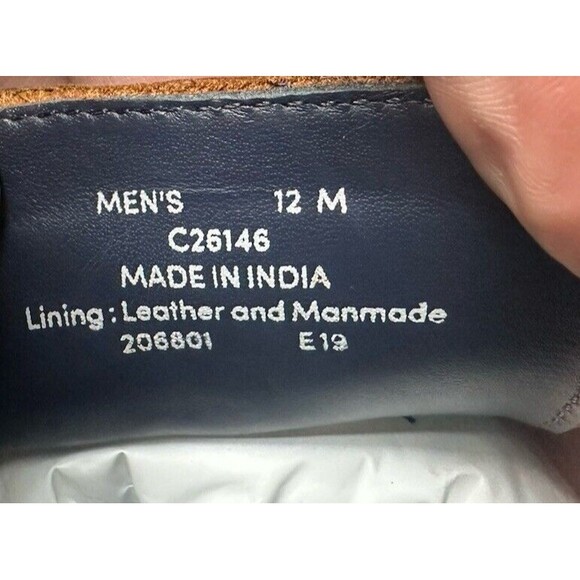 MEN'S 12 M
C26146
MADE IN INDIA
Lining: Leather and Manmade
206801 E19